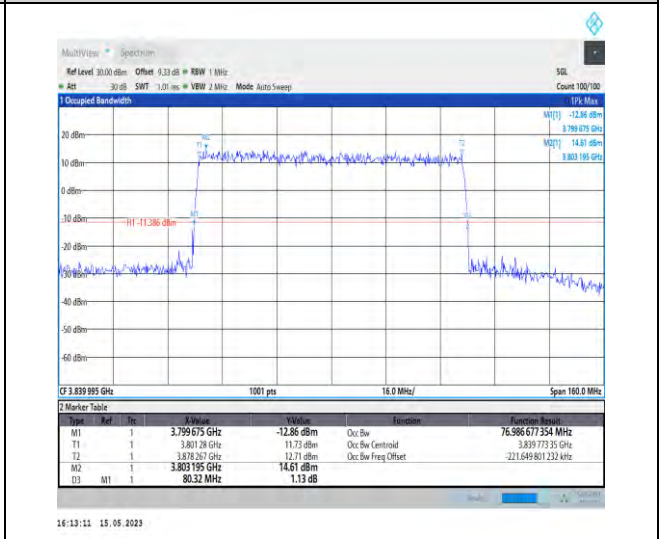 MultiView Spectrum
Ref Level 30.00 dBm Offset 9.33 dB RBW 1 MHz SGL
Att 30 dB SWT 1.01 ms VBW 2 MHz Mode Auto Sweep Count 100/100
1 Occupied Bandwidth 1Pk Max
M1[1] -12.86 dBm
3.799 675 GHz
M2[1] 14.61 dBm
3.803 195 GHz
20 dBm
M2
T1
T2
10 dBm
0 dBm
-10 dBm
M1
H1 -11.386 dBm
-20 dBm
-30 dBm
-40 dBm
-50 dBm
-60 dBm
CF 3.839 995 GHz 1001 pts 16.0 MHz/ Span 160.0 MHz
2 Marker Table
Type Ref Trc X-Value Y-Value Function Function Result
M1 1 3.799 675 GHz -12.86 dBm Occ Bw 76.986 677 354 MHz
T1 1 3.801 28 GHz 11.73 dBm Occ Bw Centroid 3.839 773 35 GHz
T2 1 3.878 267 GHz 12.71 dBm Occ Bw Freq Offset -221.649 801 232 kHz
M2 1 3.803 195 GHz 14.61 dBm
D3 M1 1 80.32 MHz 1.13 dB
16:13:11 15.05.2023